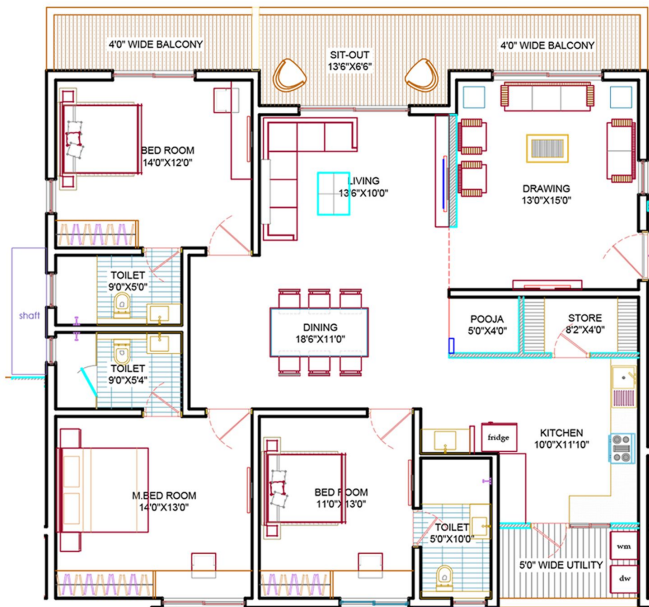 4'0" WIDE BALCONY
SIT-OUT
13'6"X6'6"
4'0" WIDE BALCONY
BED ROOM
14'0"X12'0"
LIVING
13'6"X10'0"
DRAWING
13'0"X15'0"
TOILET
9'0"X5'0"
shaft
DINING
18'6"X11'0"
POOJA
5'0"X4'0"
STORE
8'2"X4'0"
TOILET
9'0"X5'4"
fridge
KITCHEN
10'0"X11'10"
M.BED ROOM
14'0"X13'0"
BED ROOM
11'0"X13'0"
TOILET
5'0"X10'0"
5'0" WIDE UTILITY
wm
dw